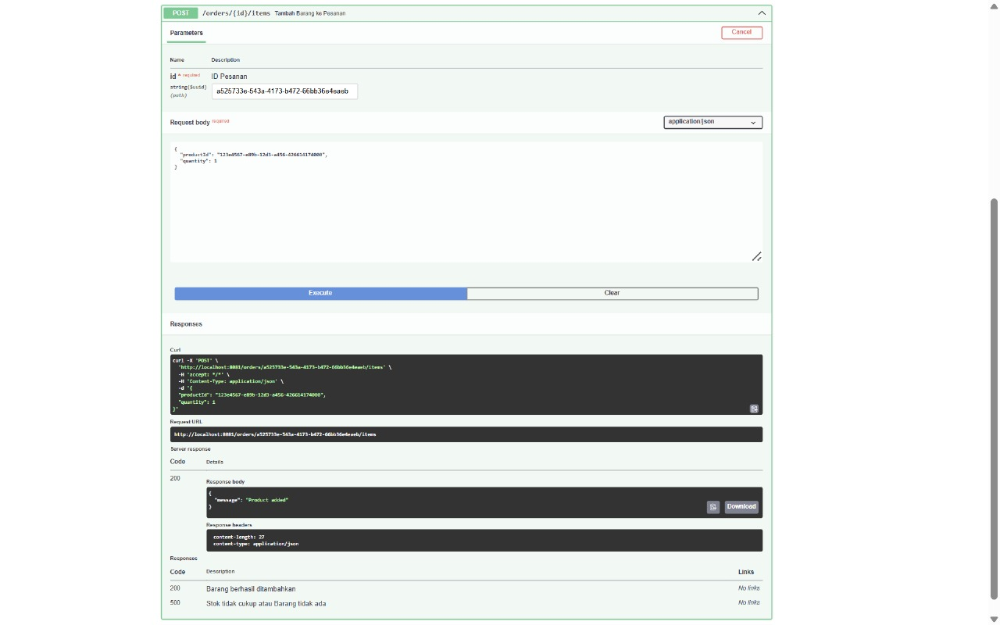 POST /orders/{id}/items Tambah Barang ke Pesanan
Parameters
Cancel
Name Description
id * required ID Pesanan
string($uuid)
(path)
a525733e-543a-4173-b472-66bb36e4eaeb
Request body required
application/json
{
"productId": "123e4567-e89b-12d3-a456-426614174000",
"quantity": 1
}
Execute Clear
Responses
Curl
curl -X 'POST' \
'http://localhost:8081/orders/a525733e-543a-4173-b472-66bb36e4eaeb/items' \
-H 'accept: */*' \
-H 'Content-Type: application/json' \
-d '{
"productId": "123e4567-e89b-12d3-a456-426614174000",
"quantity": 1
}'
Request URL
http://localhost:8081/orders/a525733e-543a-4173-b472-66bb36e4eaeb/items
Server response
Code Details
200
Response body
{
"message": "Product added"
}
Download
Response headers
content-length: 27
content-type: application/json
Responses
Code Description Links
200 Barang berhasil ditambahkan No links
500 Stok tidak cukup atau Barang tidak ada No links